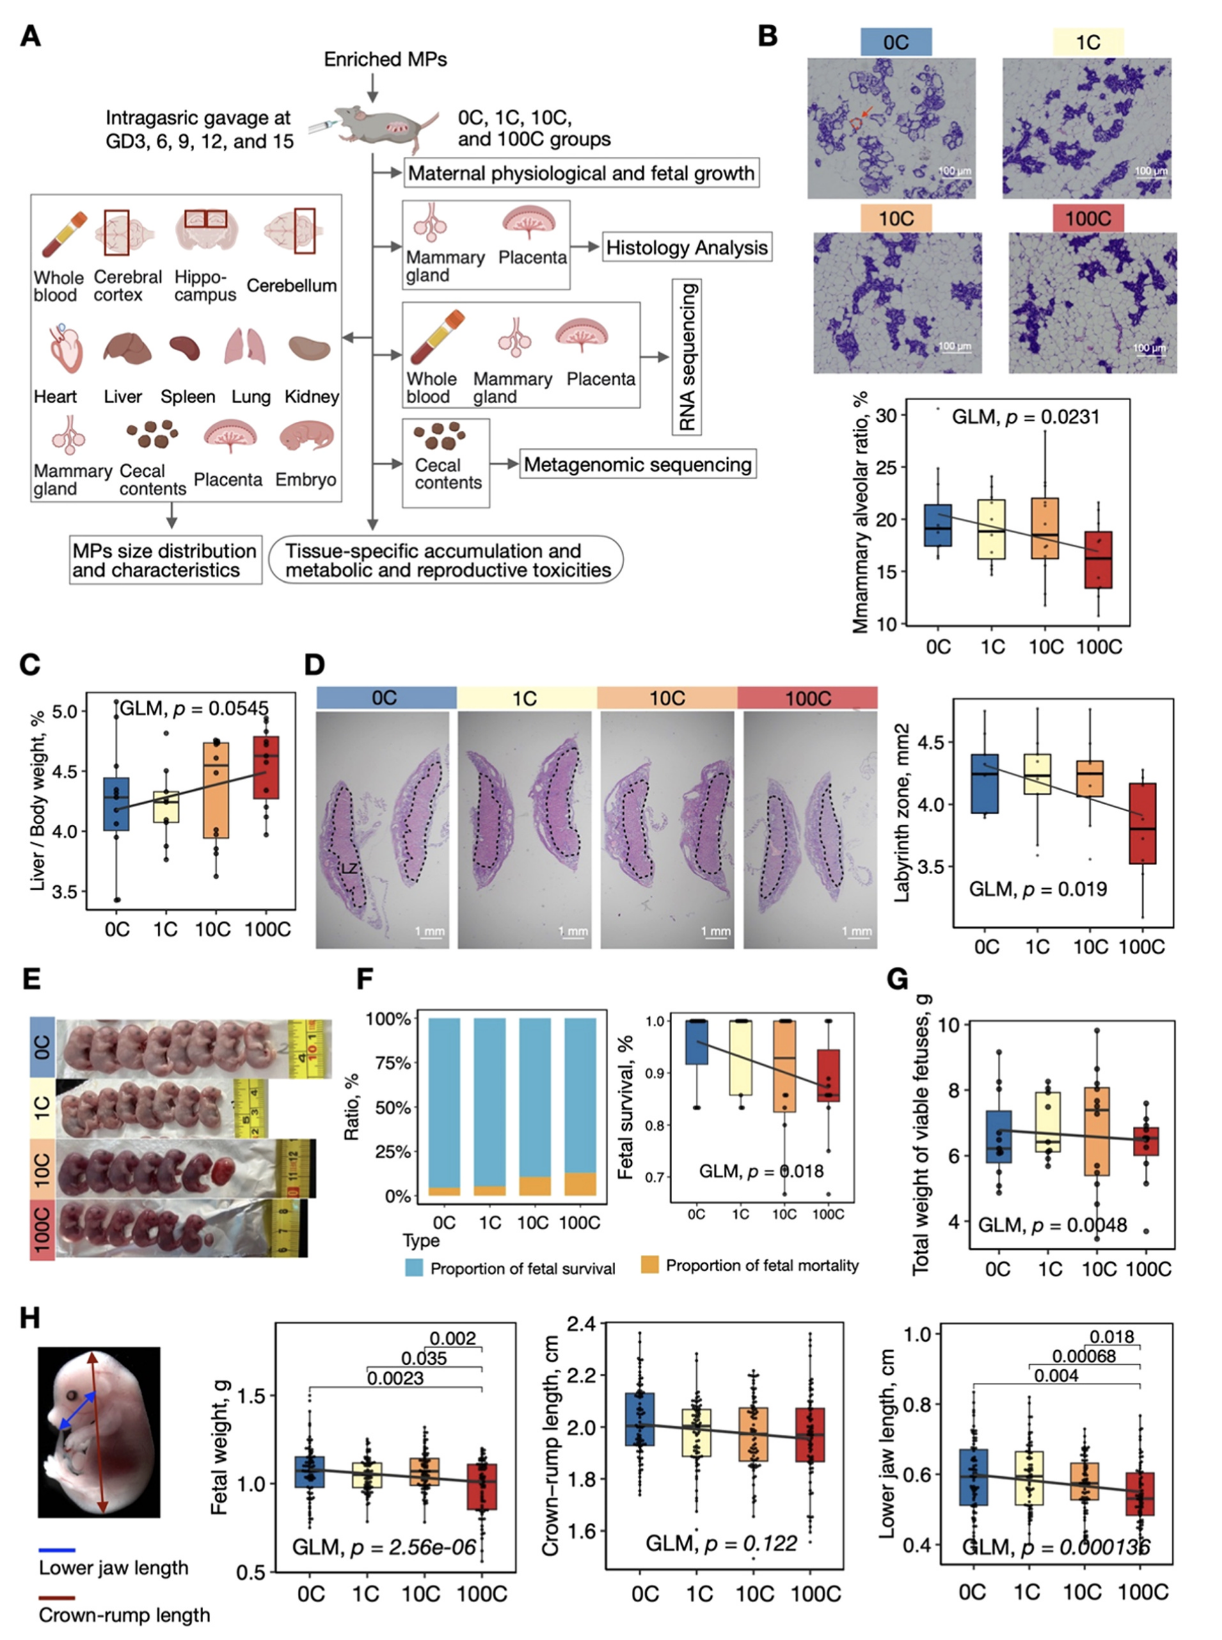 A
Enriched MPs
Intragasric gavage at
GD3, 6, 9, 12, and 15
0C, 1C, 10C,
and 100C groups
Maternal physiological and fetal growth
Whole
blood
Cerebral
cortex
Hippo-
campus
Cerebellum
Heart
Liver
Spleen
Lung
Kidney
Mammary
gland
Cecal
contents
Placenta
Embryo
Mammary
gland
Placenta
Histology Analysis
Whole
blood
Mammary
gland
Placenta
RNA sequencing
Cecal
contents
Metagenomic sequencing
MPs size distribution
and characteristics
Tissue-specific accumulation and
metabolic and reproductive toxicities
B
0C
1C
100 µm
100 µm
10C
100C
100 µm
100 µm
Mmammary alveolar ratio, %
GLM, p = 0.0231
30
25
20
15
10
0C 1C 10C 100C
C
Liver / Body weight, %
GLM, p = 0.0545
5.0
4.5
4.0
3.5
0C 1C 10C 100C
D
0C 1C 10C 100C
LZ
1 mm
1 mm
1 mm
1 mm
Labyrinth zone, mm2
4.5
4.0
3.5
GLM, p = 0.019
0C 1C 10C 100C
E
0C
1C
10C
100C
F
Ratio, %
100%
75%
50%
25%
0%
0C 1C 10C 100C
Type
Proportion of fetal survival
Proportion of fetal mortality
Fetal survival, %
1.0
0.9
0.8
0.7
GLM, p = 0.018
0C 1C 10C 100C
G
Total weight of viable fetuses, g
10
8
6
4
GLM, p = 0.0048
0C 1C 10C 100C
H
Lower jaw length
Crown-rump length
Fetal weight, g
0.002
0.035
0.0023
1.5
1.0
0.5
GLM, p = 2.56e-06
0C 1C 10C 100C
Crown−rump length, cm
2.4
2.2
2.0
1.8
1.6
GLM, p = 0.122
0C 1C 10C 100C
Lower jaw length, cm
0.018
0.00068
0.004
1.0
0.8
0.6
0.4
GLM, p = 0.000136
0C 1C 10C 100C